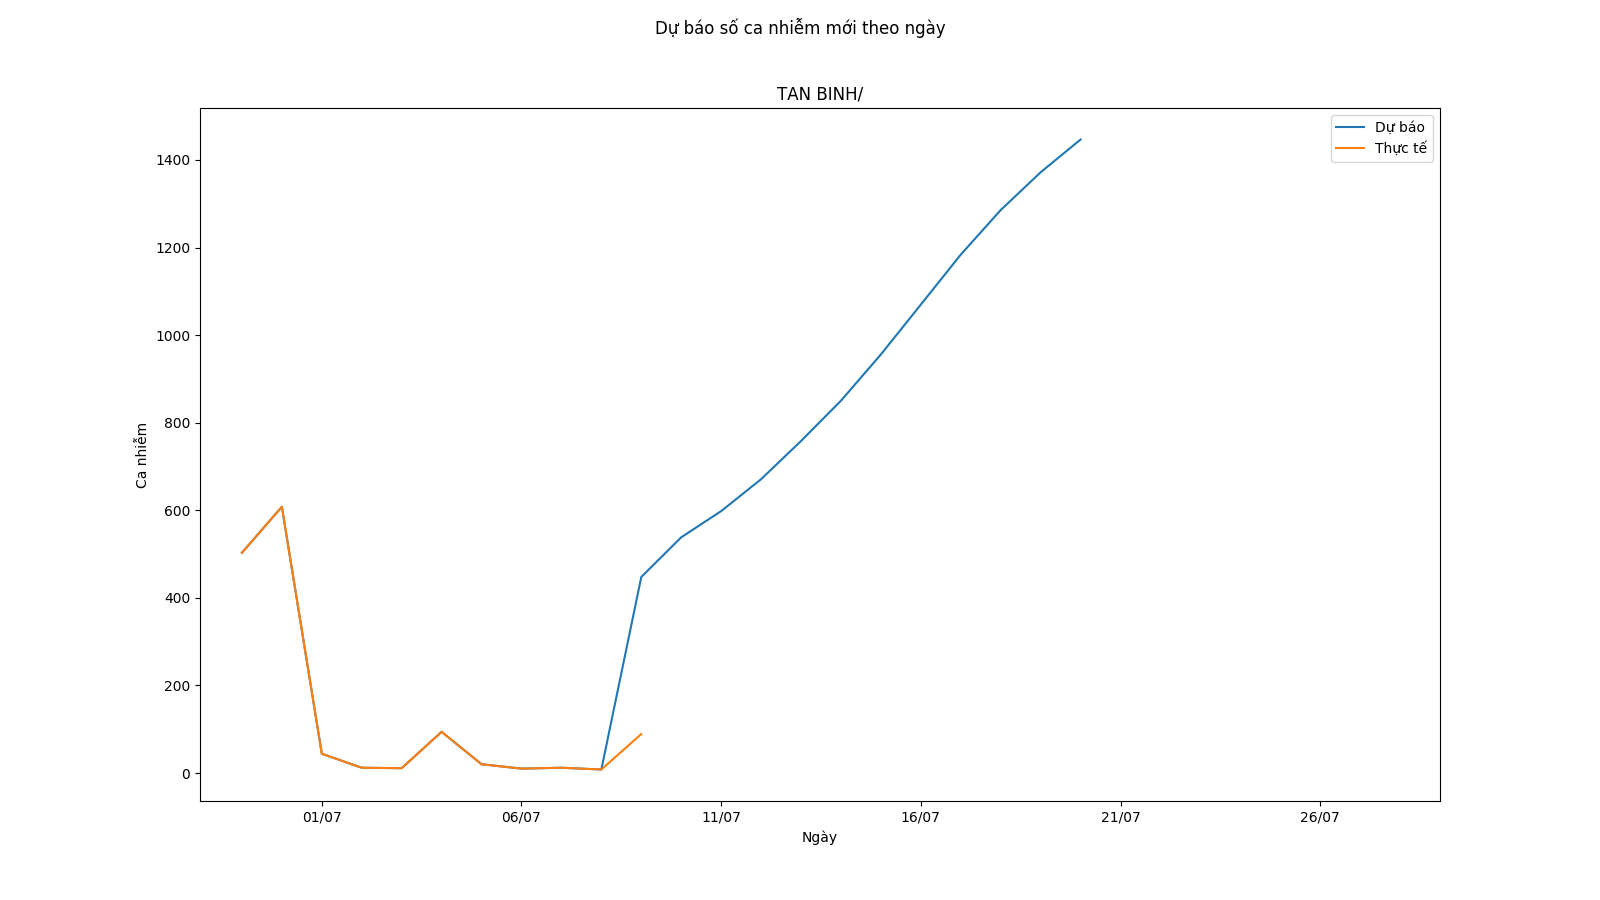 Dự báo số ca nhiễm mới theo ngày
TAN BINH/
Dự báo
Thực tế
1400
1200
1000
800
600
400
200
0
Ca nhiễm
01/07
06/07
11/07
16/07
21/07
26/07
Ngày